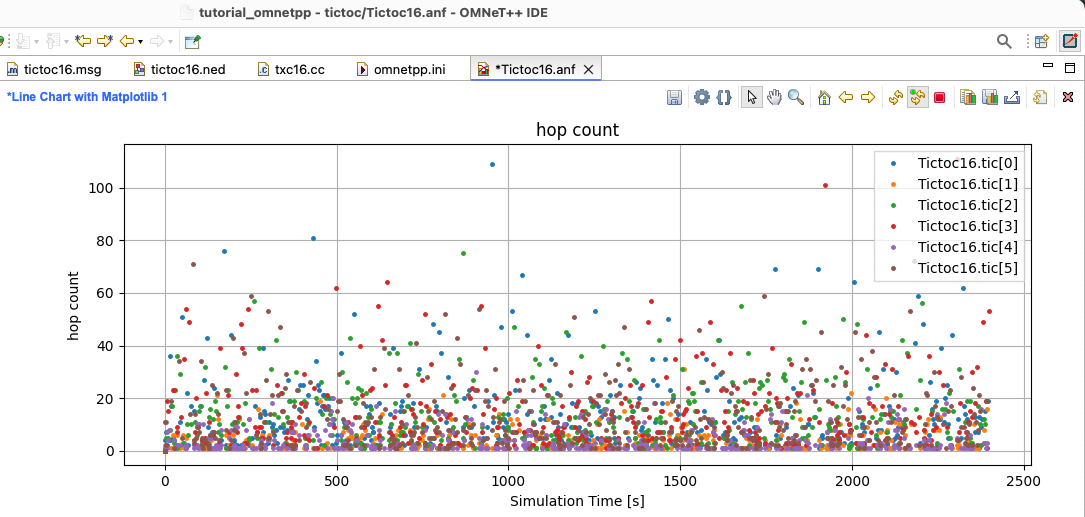 tutorial_omnetpp - tictoc/Tictoc16.anf - OMNeT++ IDE
tictoc16.msg
tictoc16.ned
txc16.cc
omnetpp.ini
*Tictoc16.anf
*Line Chart with Matplotlib 1
hop count
Tictoc16.tic[0]
Tictoc16.tic[1]
Tictoc16.tic[2]
Tictoc16.tic[3]
Tictoc16.tic[4]
Tictoc16.tic[5]
hop count
100
80
60
40
20
0
0
500
1000
1500
2000
2500
Simulation Time [s]